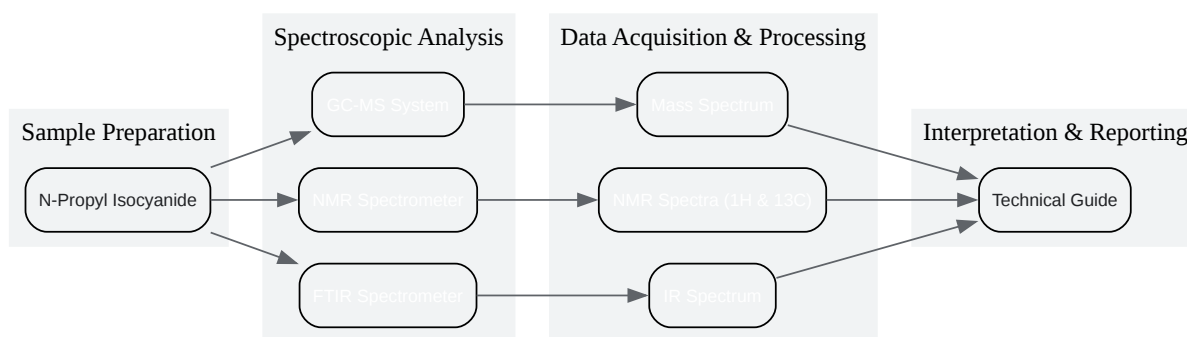 Sample Preparation
N-Propyl Isocyanide
Spectroscopic Analysis
GC-MS System
NMR Spectrometer
FTIR Spectrometer
Data Acquisition & Processing
Mass Spectrum
NMR Spectra (1H & 13C)
IR Spectrum
Interpretation & Reporting
Technical Guide